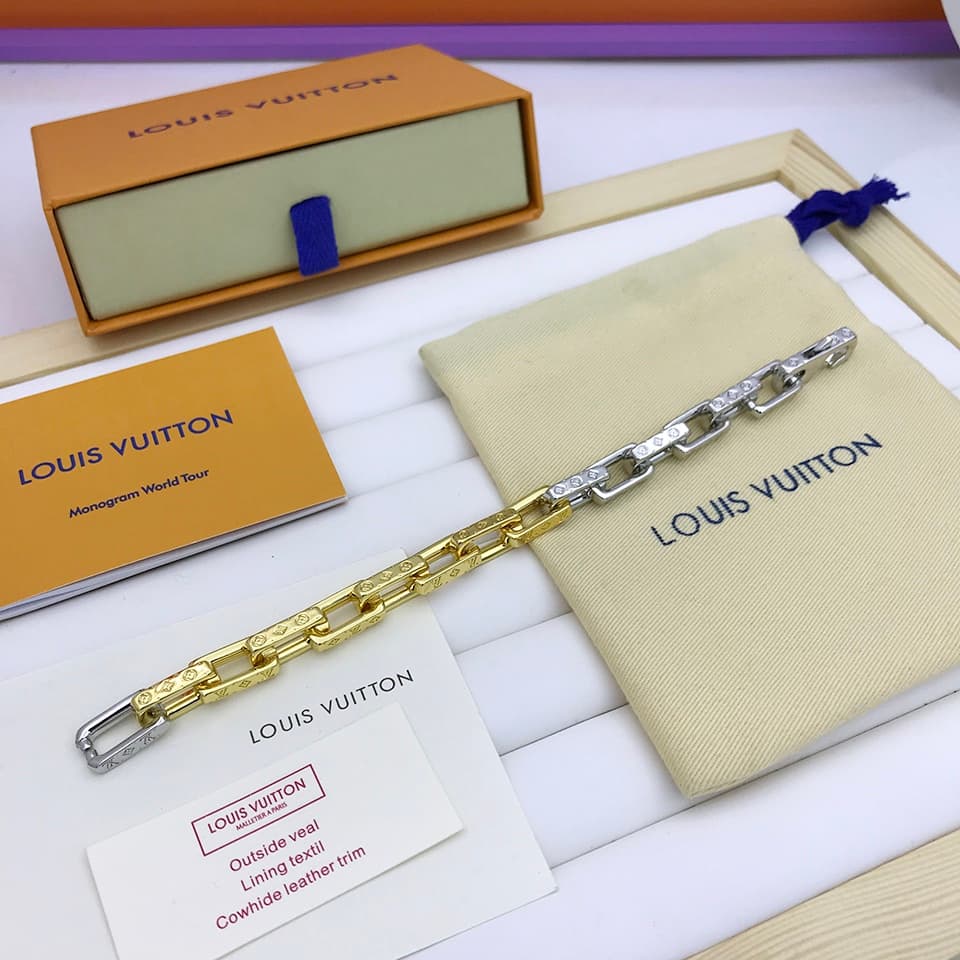 LOUIS VUITTON
LOUIS VUITTON
Monogram World Tour
LOUIS VUITTON
LOUIS VUITTON
LOUIS VUITTON
MALLETIER A PARIS
Outside veal
Lining textil
Cowhide leather trim